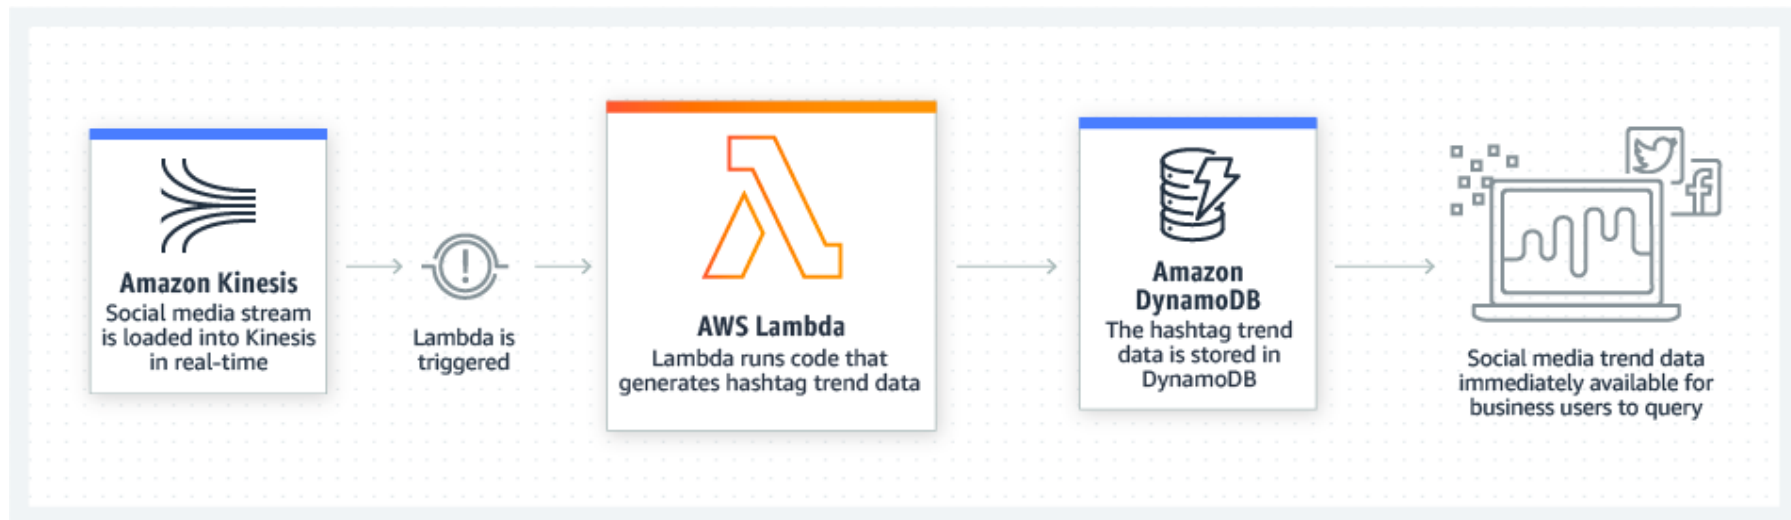 Amazon Kinesis
Social media stream
is loaded into Kinesis
in real-time
Lambda is
triggered
AWS Lambda
Lambda runs code that
generates hashtag trend data
Amazon
DynamoDB
The hashtag trend
data is stored in
DynamoDB
Social media trend data
immediately available for
business users to query